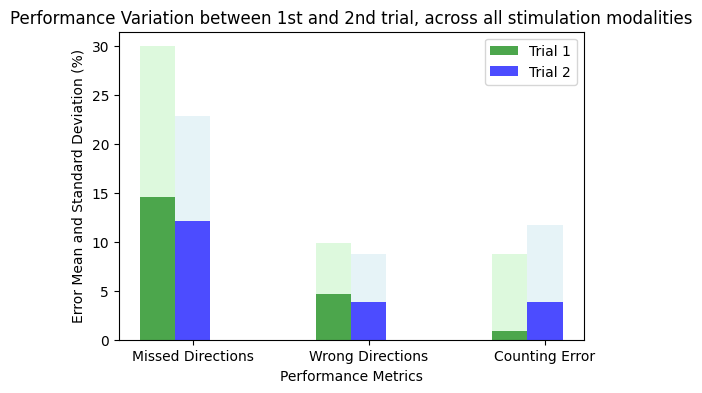 Performance Variation between 1st and 2nd trial, across all stimulation modalities
Error Mean and Standard Deviation (%)
30
25
20
15
10
5
0
Trial 1
Trial 2
Missed Directions
Wrong Directions
Counting Error
Performance Metrics